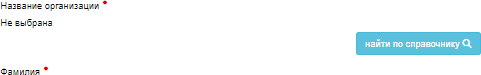 Название организации *
Не выбрана
найти по справочнику
Фамилия *